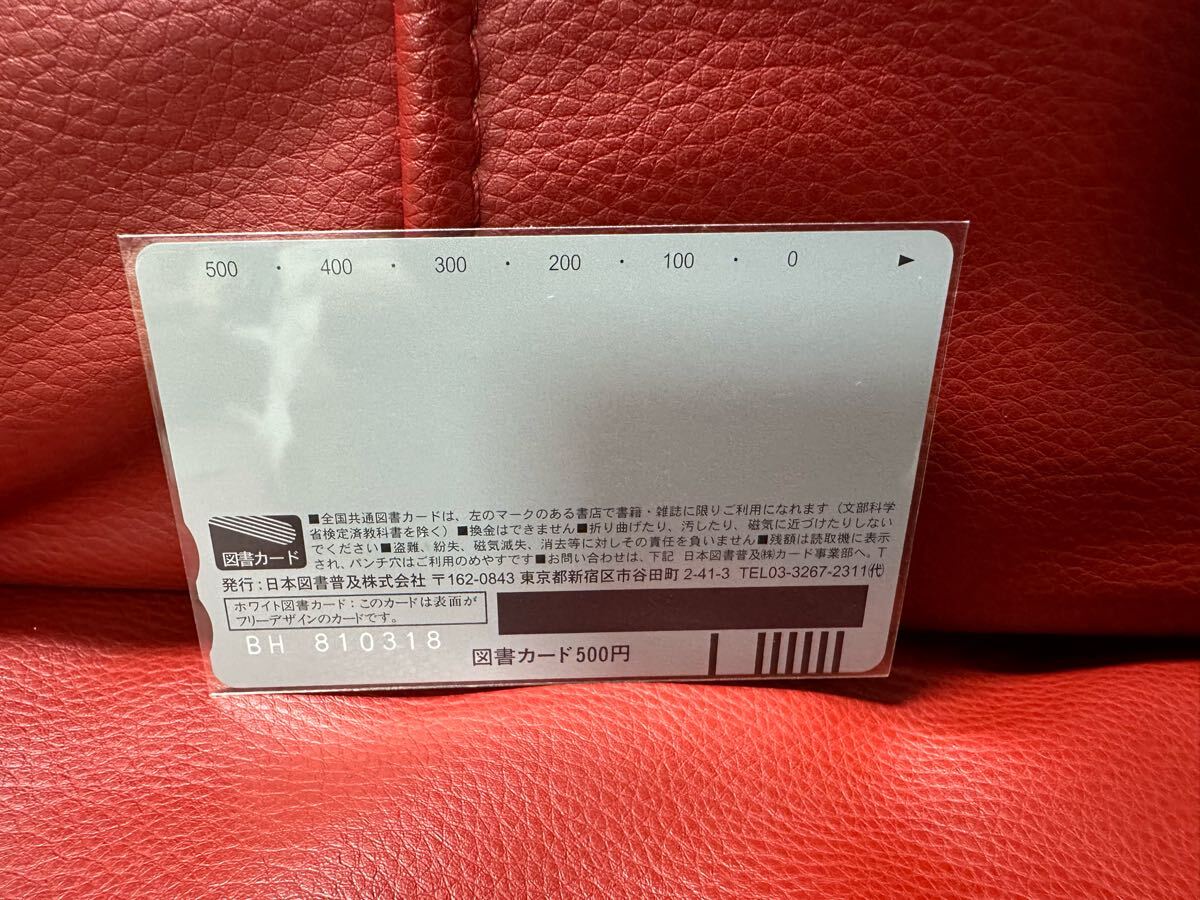 500 ・ 400 ・ 300 ・ 200 ・ 100 ・ 0 ▶
■全国共通図書カードは、左のマークのある書店で書籍・雑誌に限りご利用になれます（文部科学
省検定済教科書を除く）■換金はできません■折り曲げたり、汚したり、磁気に近づけたりしない
でください■盗難、紛失、磁気減失、消去等に対しその責任を負いません■残額は読取機に表示
され、パンチ穴はご利用のめやすです■お問い合わせは、下記 日本図書普及㈱カード事業部へ。T
図書カード
発行：日本図書普及株式会社 〒162-0843 東京都新宿区市谷田町 2-41-3 TEL03-3267-2311㈹
ホワイト図書カード：このカードは表面が
フリーデザインのカードです。
BH 810318
図書カード500円